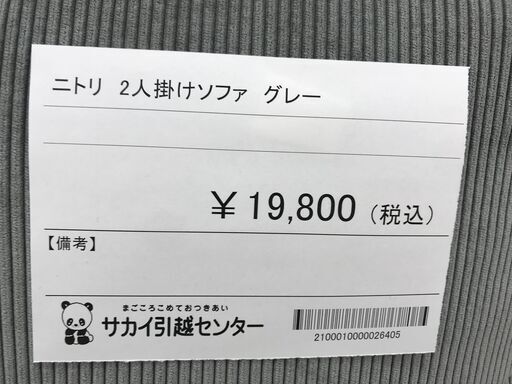 ニトリ 2人掛けソファ グレー
￥19,800（税込）
【備考】
まごころこめておつきあい
サカイ引越センター
2100010000026405